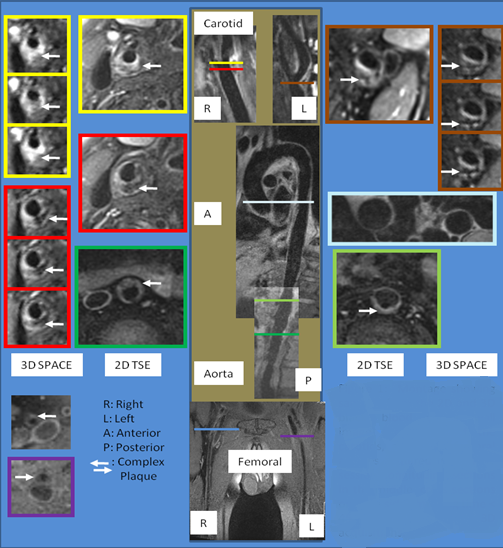 Carotid
R
L
A
Aorta
P
3D SPACE
2D TSE
2D TSE
3D SPACE
R: Right
L: Left
A: Anterior
P: Posterior
: Complex
Plaque
Femoral
R
L